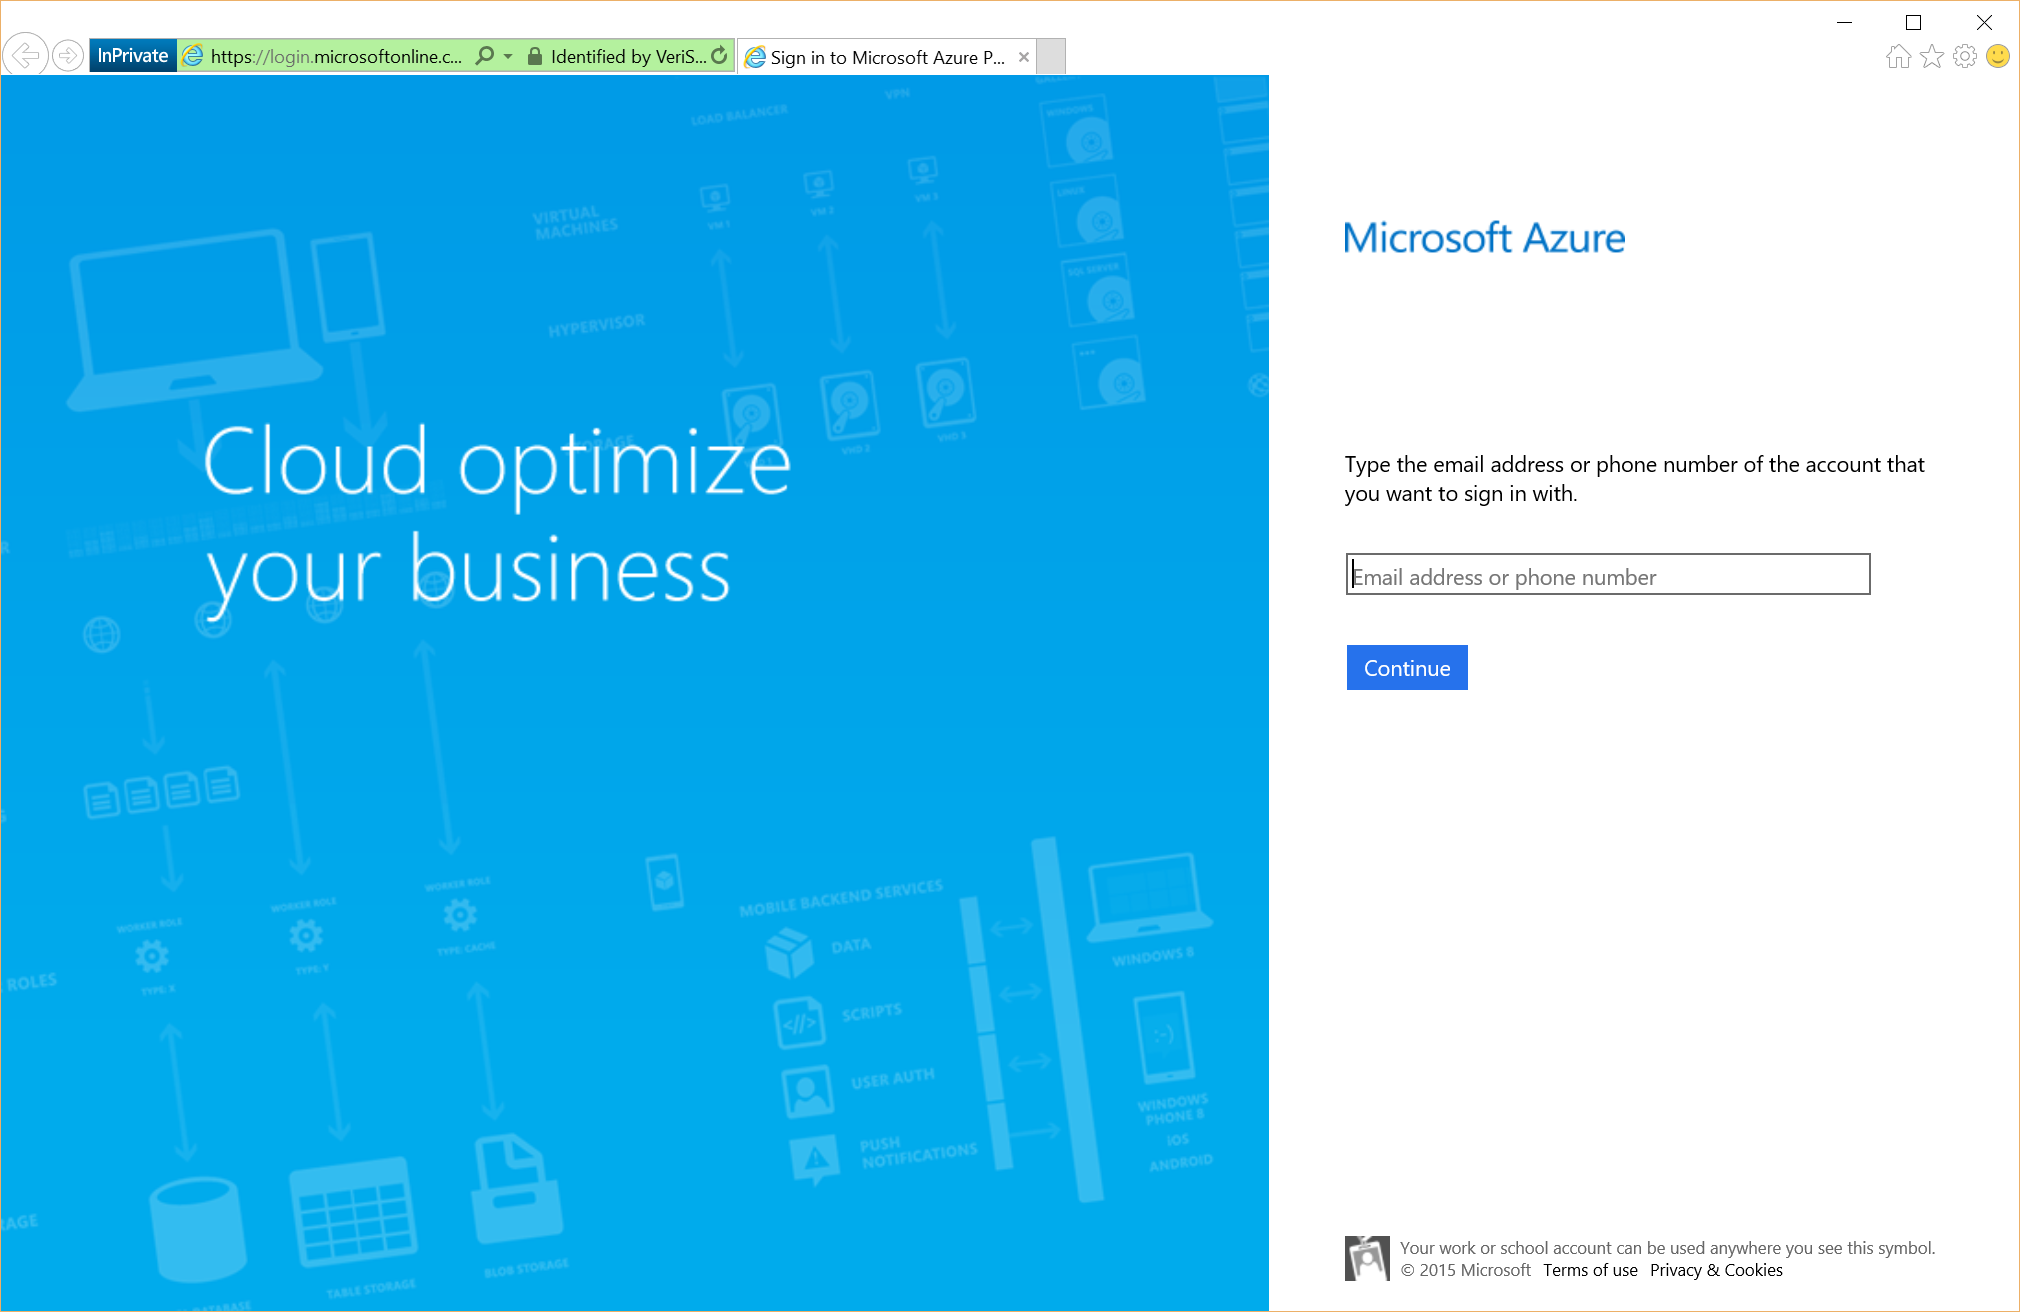 InPrivate
https://login.microsoftonline.c...
Identified by VeriS...
Sign in to Microsoft Azure P...
LOAD BALANCER
VPN
WINDOWS
VIRTUAL
MACHINES
VM 1
VM 2
VM 3
LINUX
HYPERVISOR
SQL SERVER
VHD 2
VHD 3
Cloud optimize
your business
Microsoft Azure
Type the email address or phone number of the account that
you want to sign in with.
Email address or phone number
Continue
WORKER ROLE
WORKER ROLE
WORKER ROLE
TYPE: X
TYPE: Y
TYPE: CACHE
ROLES
MOBILE BACKEND SERVICES
DATA
SCRIPTS
USER AUTH
PUSH
NOTIFICATIONS
WINDOWS 8
WINDOWS
PHONE 8
iOS
ANDROID
TABLE STORAGE
BLOB STORAGE
DATABASE
Your work or school account can be used anywhere you see this symbol.
© 2015 Microsoft Terms of use Privacy & Cookies